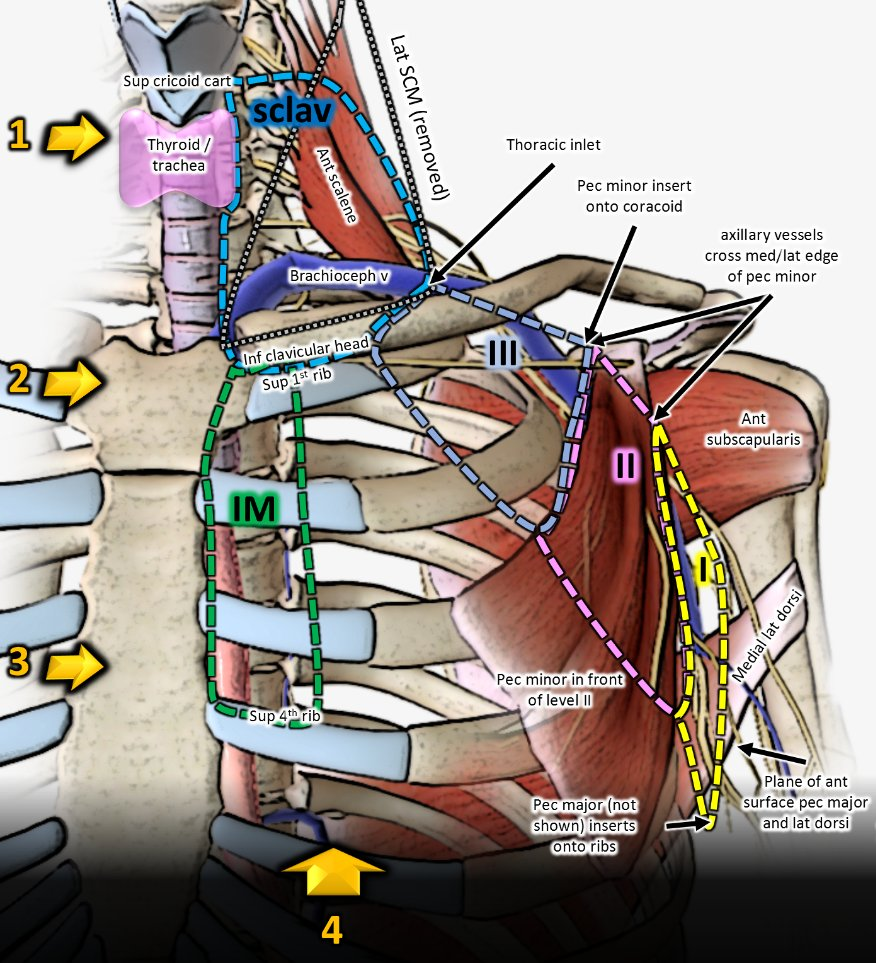 Sup cricoid cart
sclav
Lat SCM (removed)
1
Thyroid /
trachea
Thoracic inlet
Ant scalene
Pec minor insert
onto coracoid
axillary vessels
cross med/lat edge
of pec minor
Brachioceph v
Inf clavicular head
III
2
Sup 1st rib
Ant
subscapularis
II
IM
I
Medial lat dorsi
3
Pec minor in front
of level II
Sup 4th rib
Plane of ant
surface pec major
and lat dorsi
Pec major (not
shown) inserts
onto ribs
4